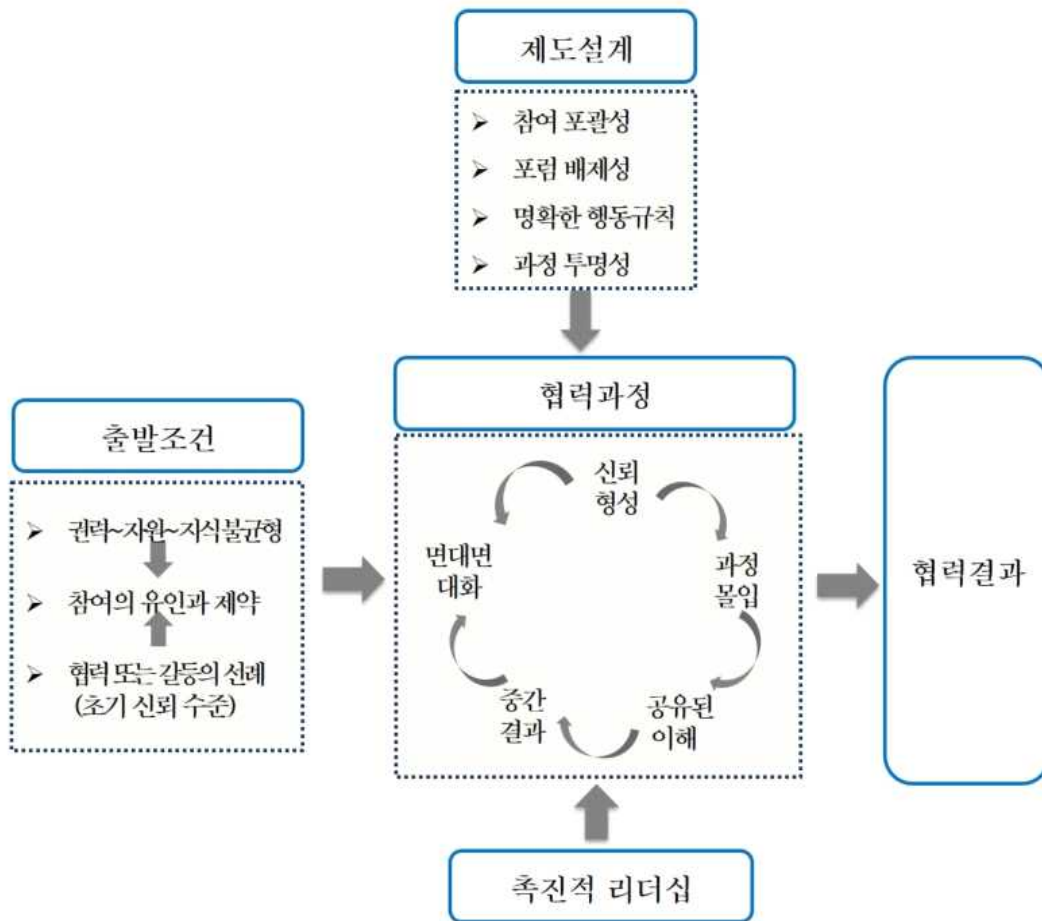 제도설계
➢ 참여 포괄성
➢ 포럼 배제성
➢ 명확한 행동규칙
➢ 과정 투명성
출발조건
➢ 권력~자원~지식불균형
➢ 참여의 유인과 제약
➢ 협력 또는 갈등의 선례
(초기 신뢰 수준)
협력과정
신뢰
형성
과정
몰입
공유된
이해
중간
결과
면대면
대화
협력결과
촉진적 리더십